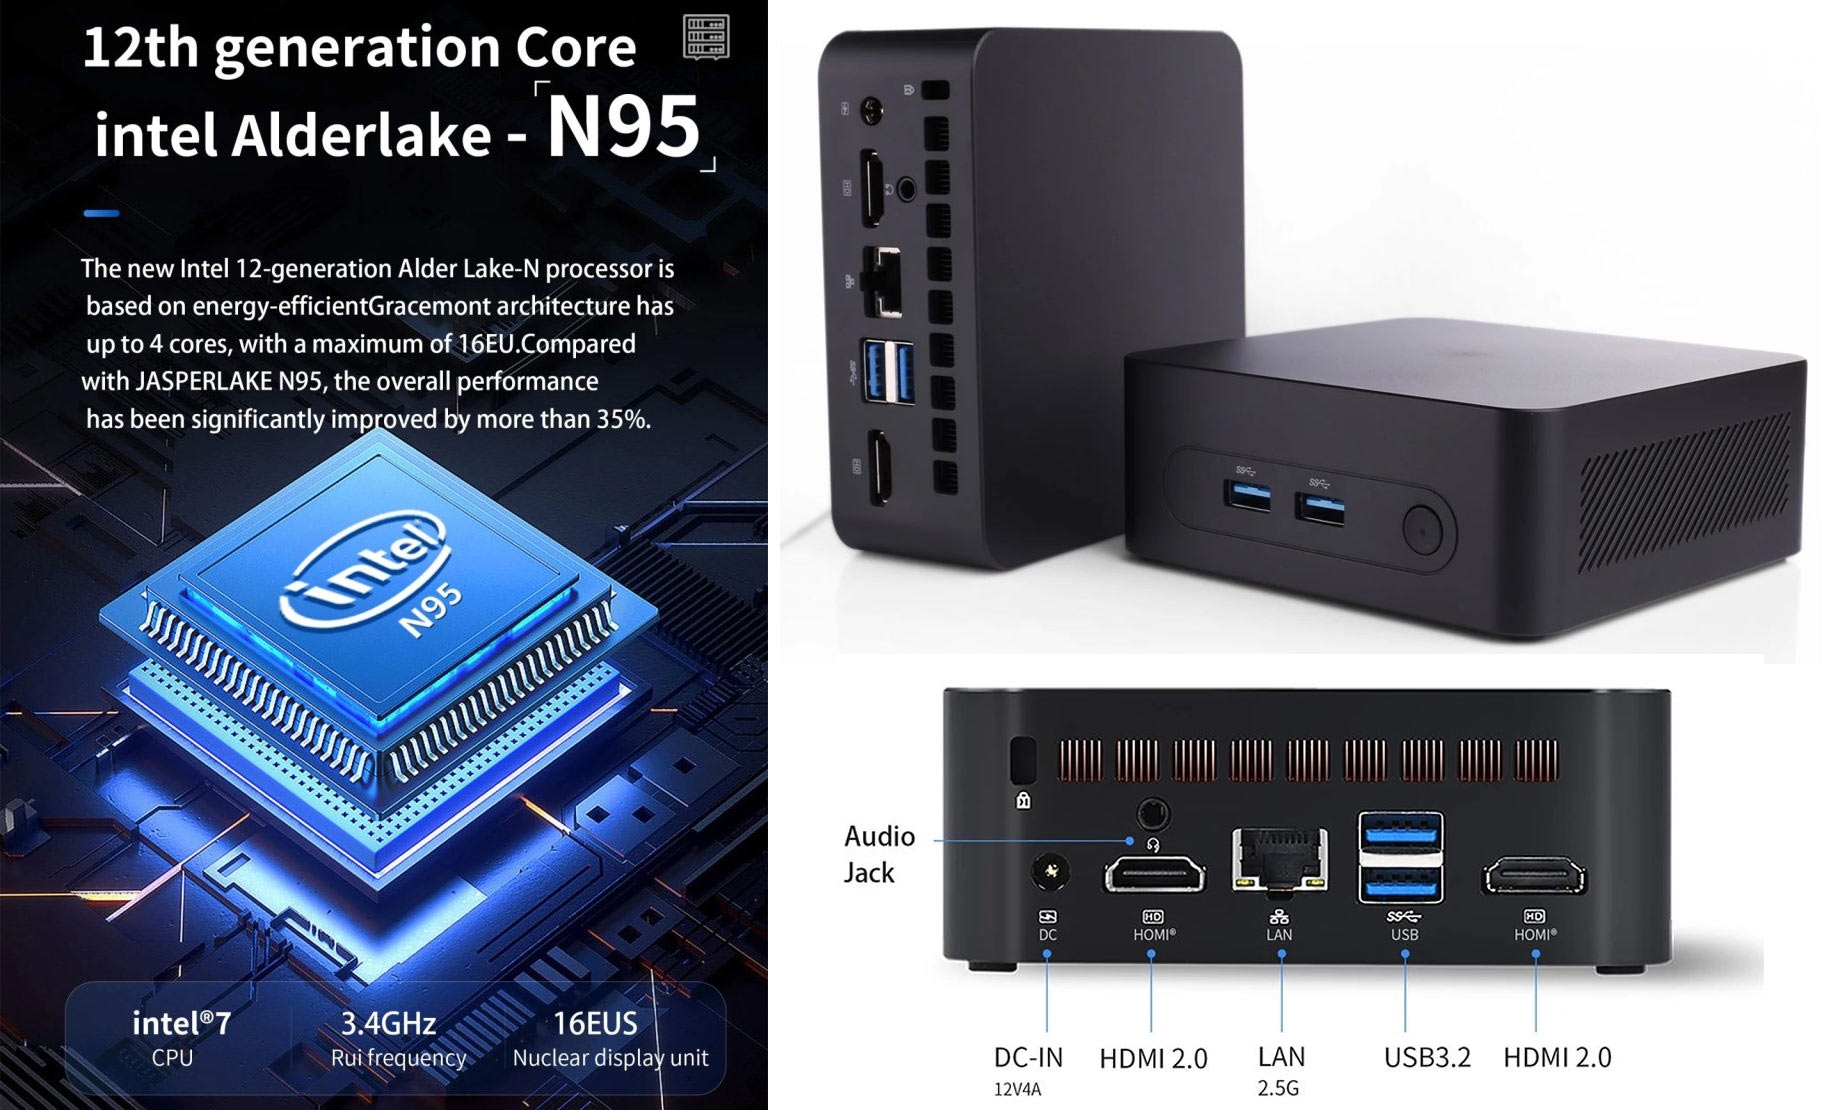 12th generation Core
intel Alderlake - 「N95」
The new Intel 12-generation Alder Lake-N processor is
based on energy-efficientGracemont architecture has
up to 4 cores, with a maximum of 16EU.Compared
with JASPERLAKE N95, the overall performance
has been significantly improved by more than 35%.
intel
N95
intel®7
CPU
3.4GHz
Rui frequency
16EUS
Nuclear display unit
Audio
Jack
HD
HD
DC
HOMI®
LAN
USB
HOMI®
DC-IN
12V4A
HDMI 2.0
LAN
2.5G
USB3.2
HDMI 2.0